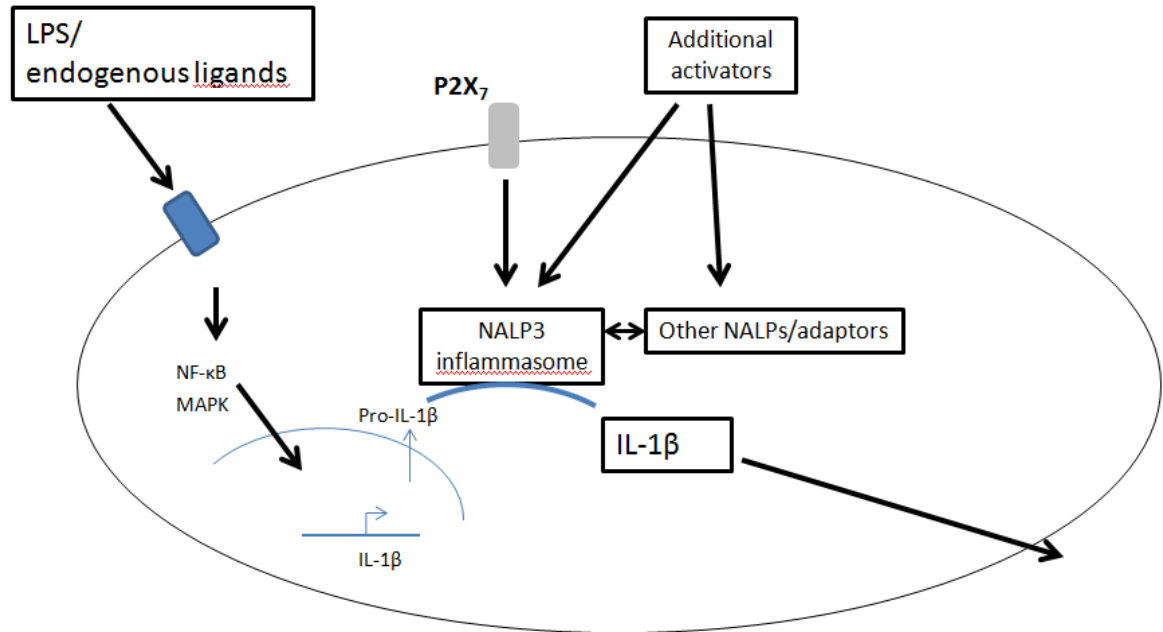 LPS/
endogenous ligands
P2X₇
Additional
activators
NALP3
inflammasome
Other NALPs/adaptors
NF-κB
MAPK
Pro-IL-1β
IL-1β
IL-1β